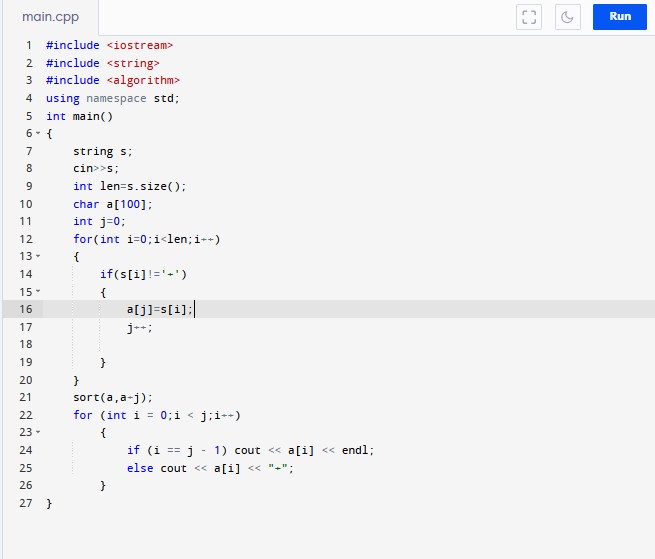 main.cpp
Run
1 #include <iostream>
2 #include <string>
3 #include <algorithm>
4 using namespace std;
5 int main()
6 {
7 string s;
8 cin>>s;
9 int len=s.size();
10 char a[100];
11 int j=0;
12 for(int i=0;i<len;i++)
13 {
14 if(s[i]!='+')
15 {
16 a[j]=s[i];
17 j++;
18
19 }
20 }
21 sort(a,a+j);
22 for (int i = 0;i < j;i++)
23 {
24 if (i == j - 1) cout << a[i] << endl;
25 else cout << a[i] << "+";
26 }
27 }